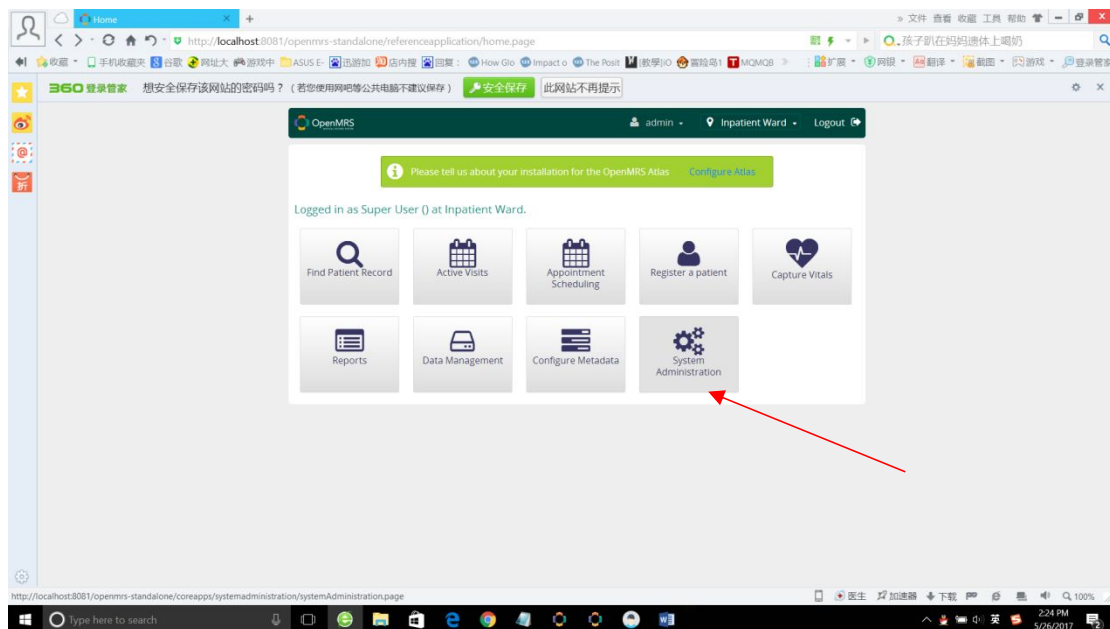 Home
» 文件 查看 收藏 工具 帮助
http://localhost:8081/openmrs-standalone/referenceapplication/home.page
孩子趴在妈妈遗体上喝奶
收藏 手机收藏夹 谷歌 网址大 游戏中 ASUS E- 迅游加 店内搜 回复： How Glo Impact o The Posit [教學]IO 冒险岛1 MQMQB » 扩展 网银 翻译 截图 游戏 登录管家
360 登录管家 想安全保存该网站的密码吗？ （若您使用网吧等公共电脑不建议保存） 安全保存 此网站不再提示
OpenMRS admin Inpatient Ward Logout
Please tell us about your installation for the OpenMRS Atlas Configure Atlas
Logged in as Super User () at Inpatient Ward.
Find Patient Record
Active Visits
Appointment
Scheduling
Register a patient
Capture Vitals
Reports
Data Management
Configure Metadata
System
Administration
http://localhost:8081/openmrs-standalone/coreapps/systemadministration/systemAdministration.page
医生 加速器 下载 100%
Type here to search
英
2:24 PM
5/26/2017